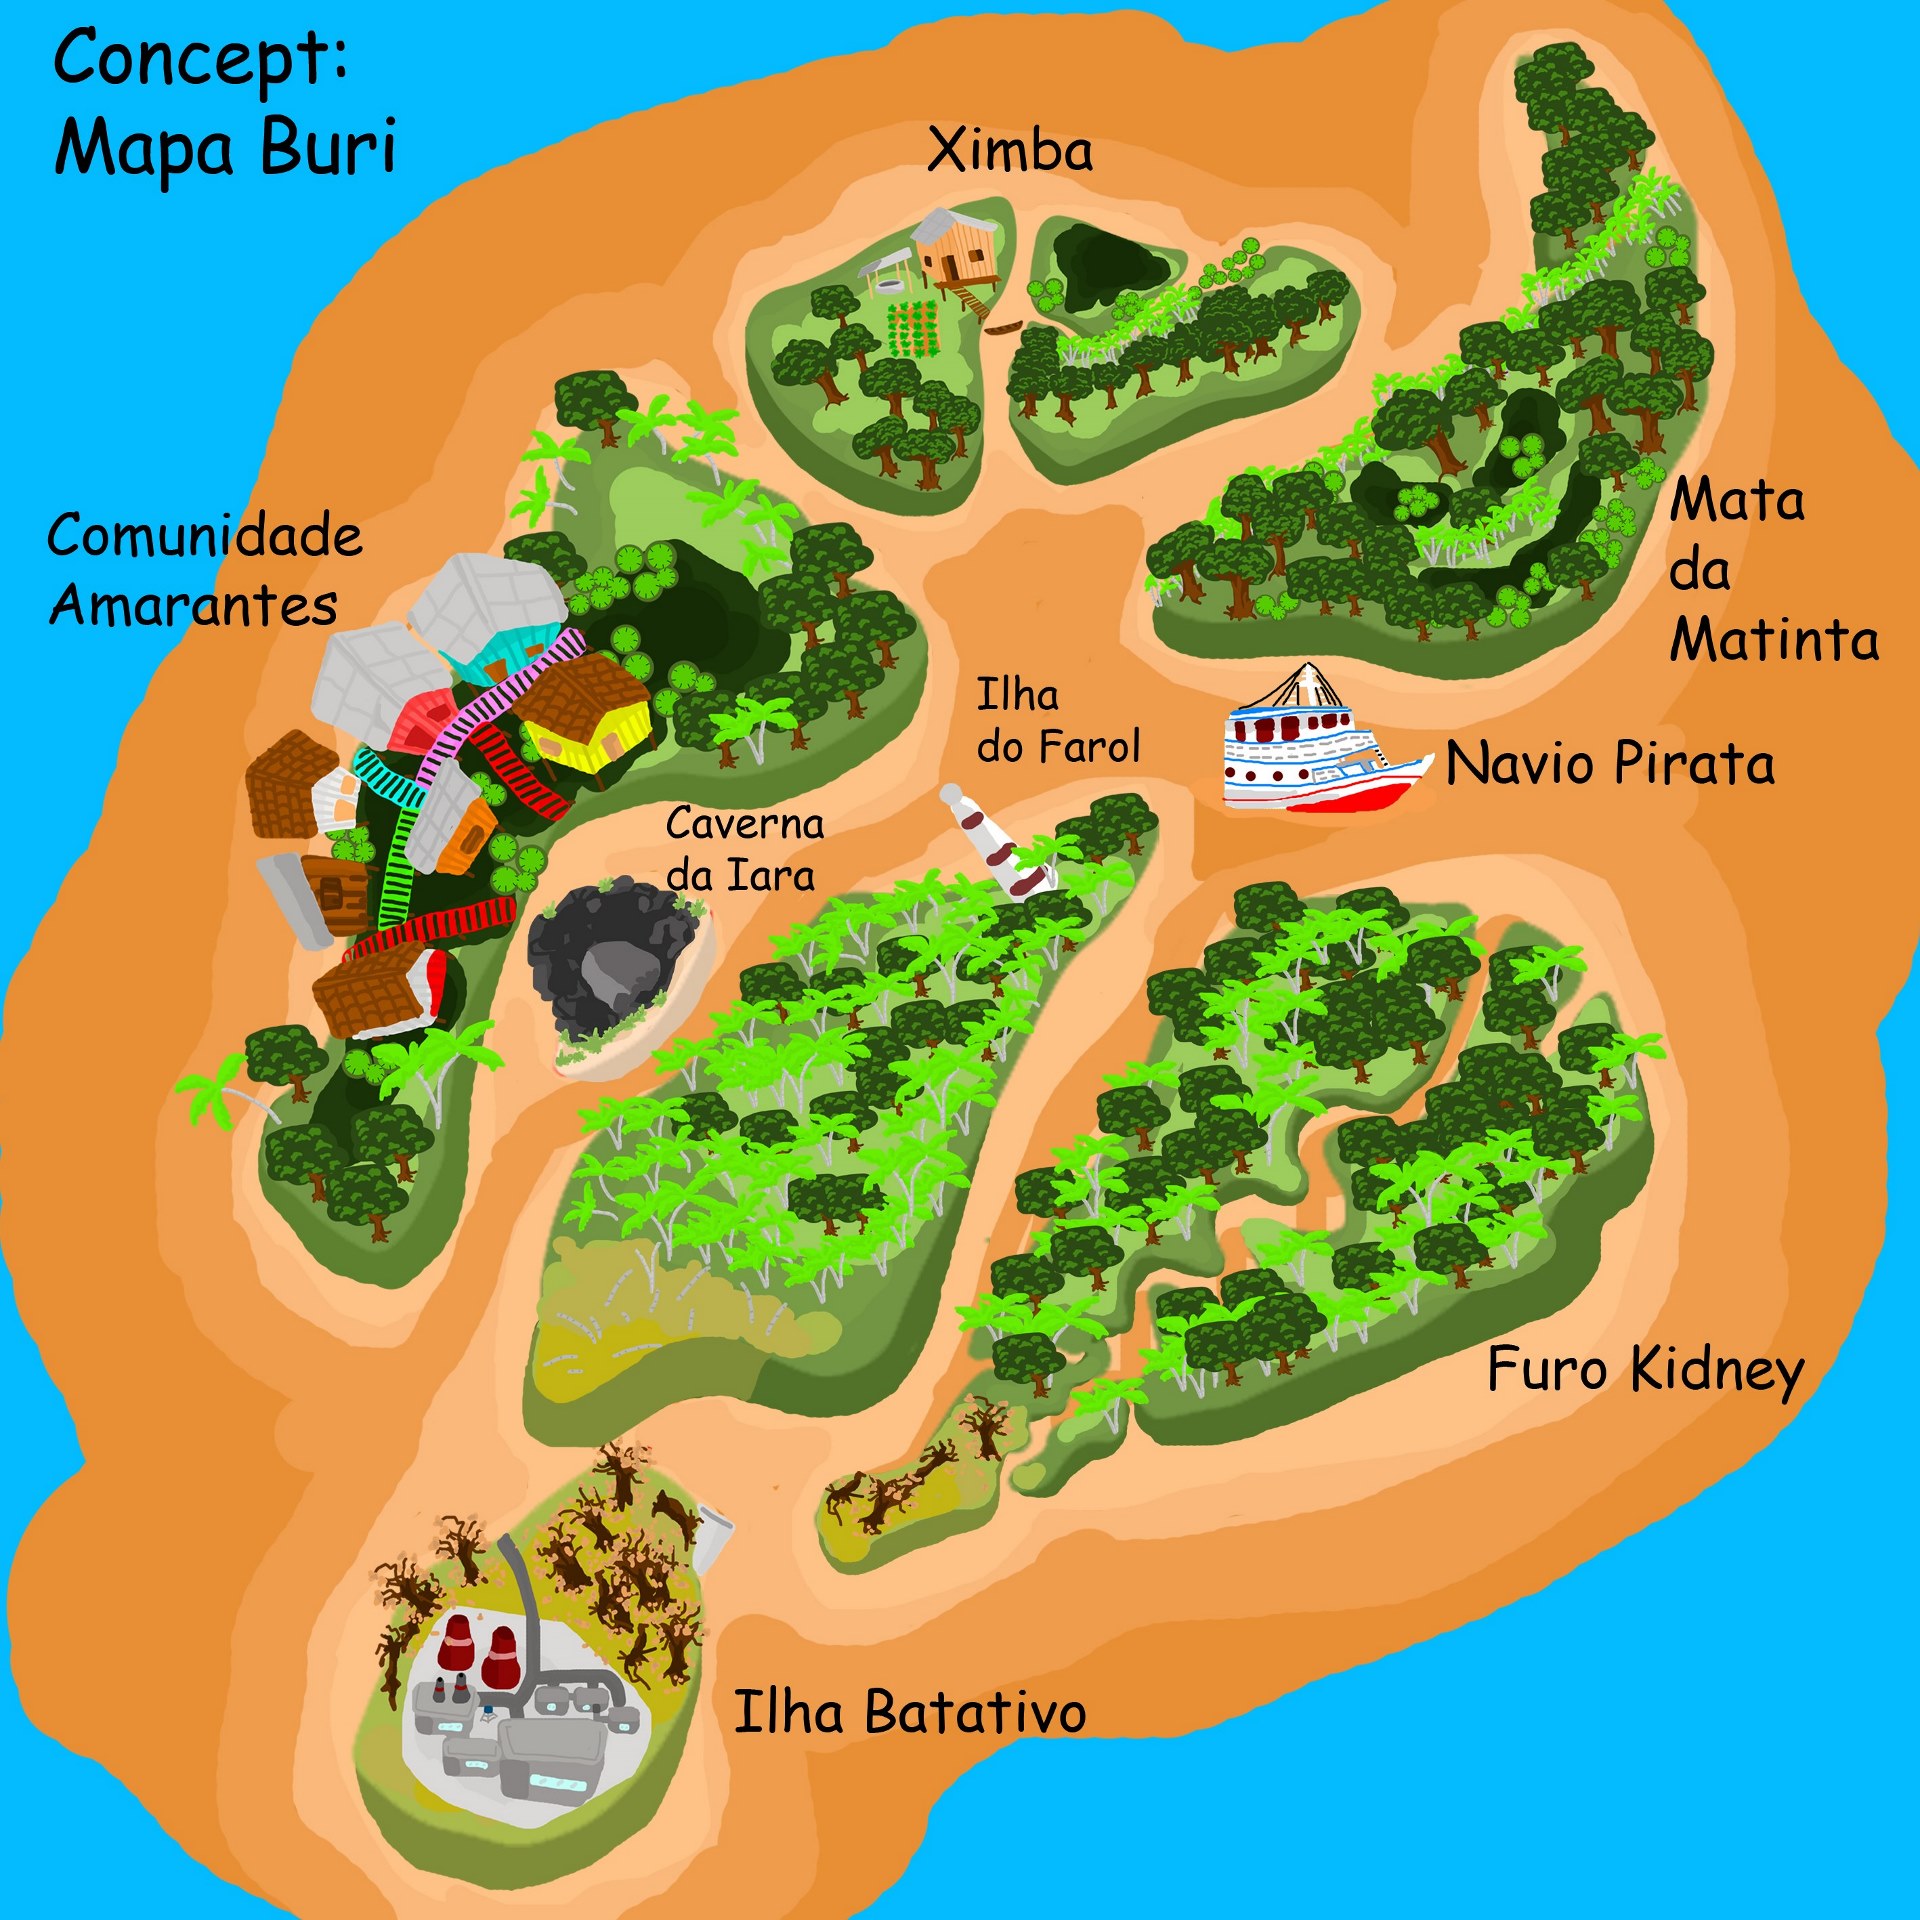 Concept:
Mapa Buri
Ximba
Comunidade
Amarantes
Mata
da
Matinta
Ilha
do Farol
Navio Pirata
Caverna
da Iara
Furo Kidney
Ilha Batativo